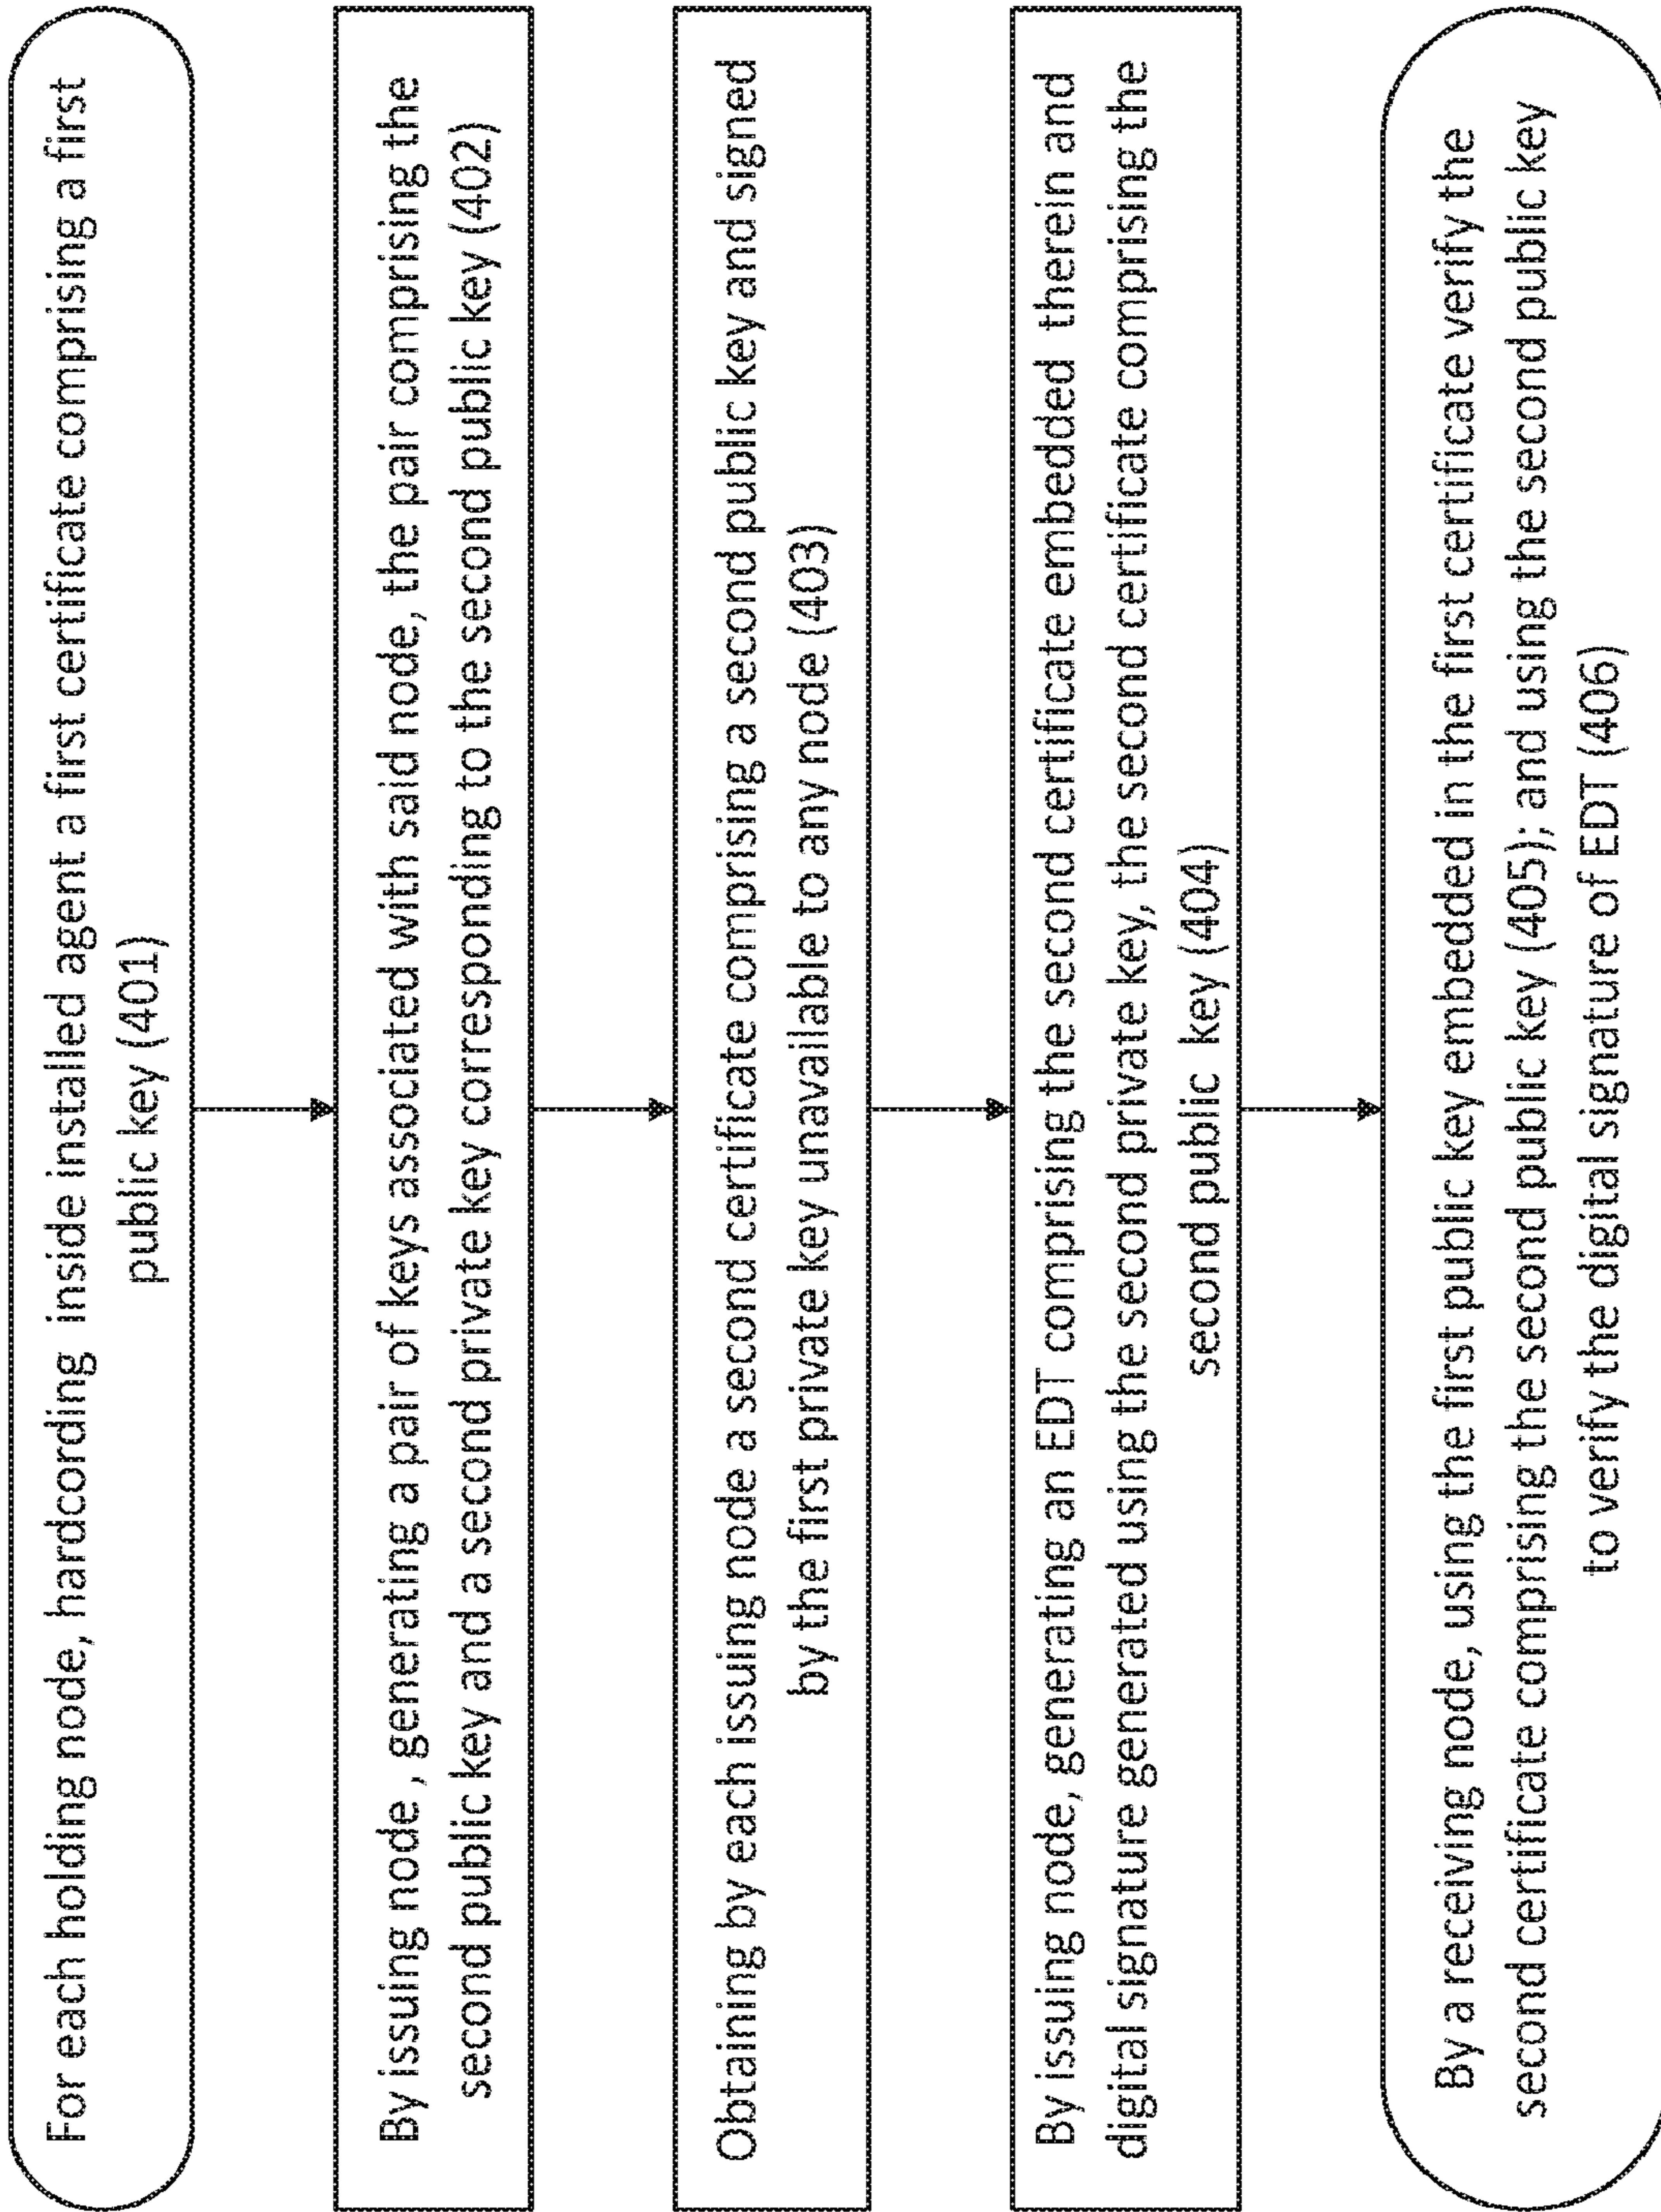 For each holding node, hardcording inside installed agent a first certificate comprising a first
public key (401)
By issuing node , generating a pair of keys associated with said node, the pair comprising the
second public key and a second private key corresponding to the second public key (402)
Obtaining by each issuing node a second certificate comprising a second public key and signed
by the first private key unavailable to any node (403)
By issuing node, generating an EDT comprising the second certificate embedded therein and
digital signature generated using the second private key, the second certificate comprising the
second public key (404)
By a receiving node, using the first public key embedded in the first certificate verify the
second certificate comprising the second public key (405); and using the second public key
to verify the digital signature of EDT (406)